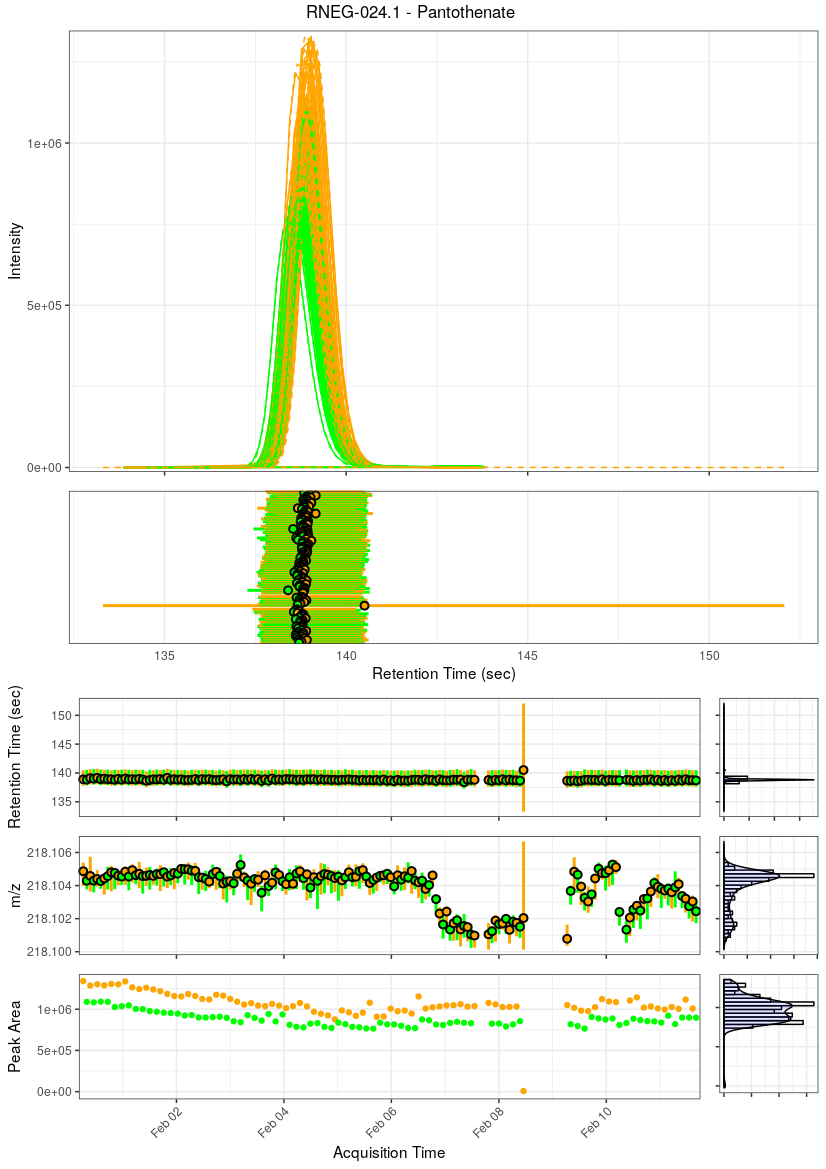 RNEG-024.1 - Pantothenate
Intensity
1e+06
5e+05
0e+00
135
140
145
150
Retention Time (sec)
Retention Time (sec)
150
145
140
135
m/z
218.106
218.104
218.102
218.100
Peak Area
1e+06
5e+05
0e+00
Feb 02
Feb 04
Feb 06
Feb 08
Feb 10
Acquisition Time